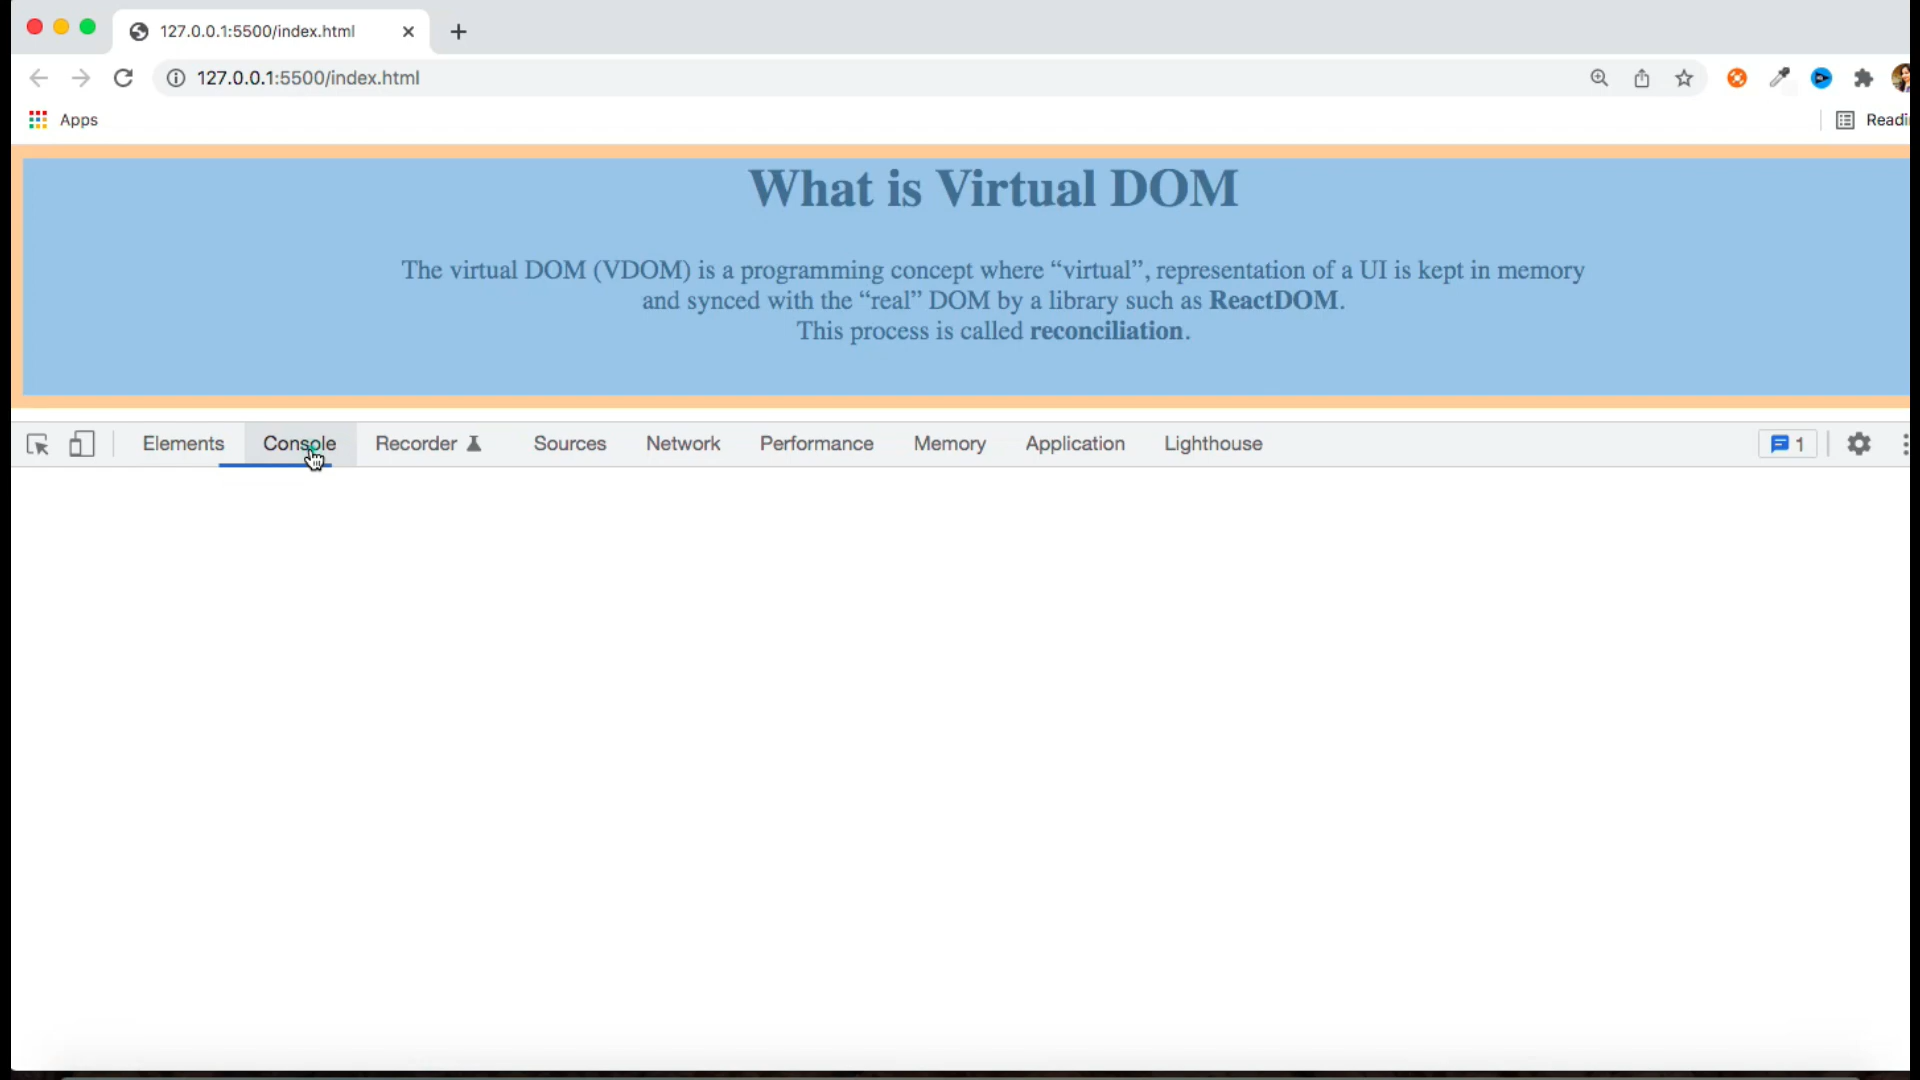 127.0.0.1:5500/index.html
127.0.0.1:5500/index.html
Apps
What is Virtual DOM
The virtual DOM (VDOM) is a programming concept where “virtual”, representation of a UI is kept in memory
and synced with the “real” DOM by a library such as ReactDOM.
This process is called reconciliation.
Elements Console Recorder Sources Network Performance Memory Application Lighthouse 1